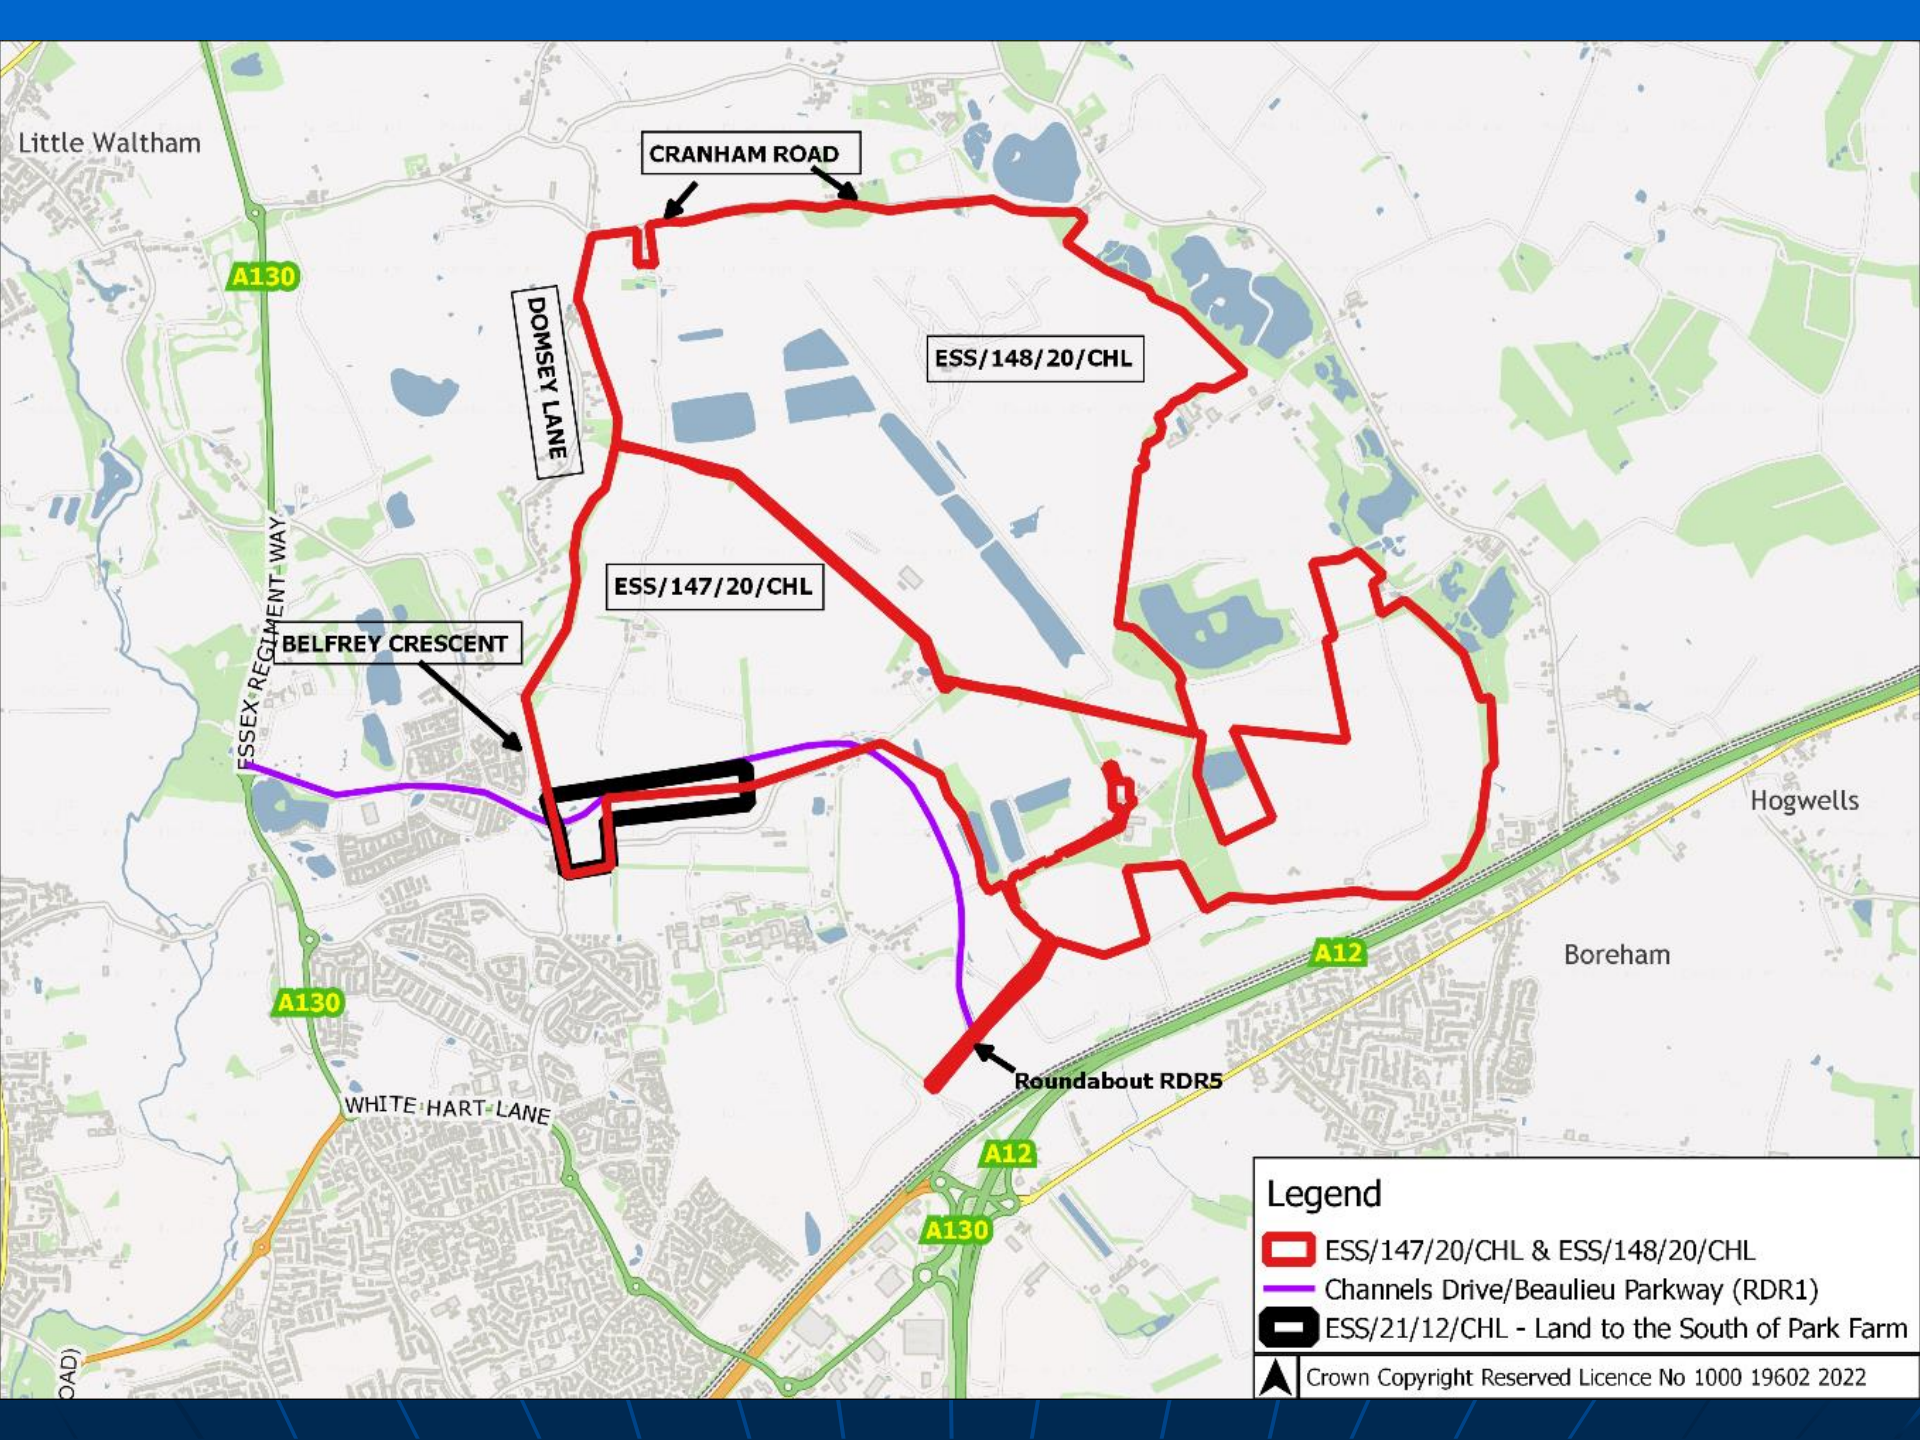 Little Waltham
CRANHAM ROAD
A130
DOMSEY LANE
ESS/148/20/CHL
ESSEX REGIMENT WAY
ESS/147/20/CHL
BELFREY CRESCENT
Hogwells
A12
Boreham
A130
Roundabout RDR5
WHITE HART LANE
A12
A130
OAD)
Legend
ESS/147/20/CHL & ESS/148/20/CHL
Channels Drive/Beaulieu Parkway (RDR1)
ESS/21/12/CHL - Land to the South of Park Farm
Crown Copyright Reserved Licence No 1000 19602 2022